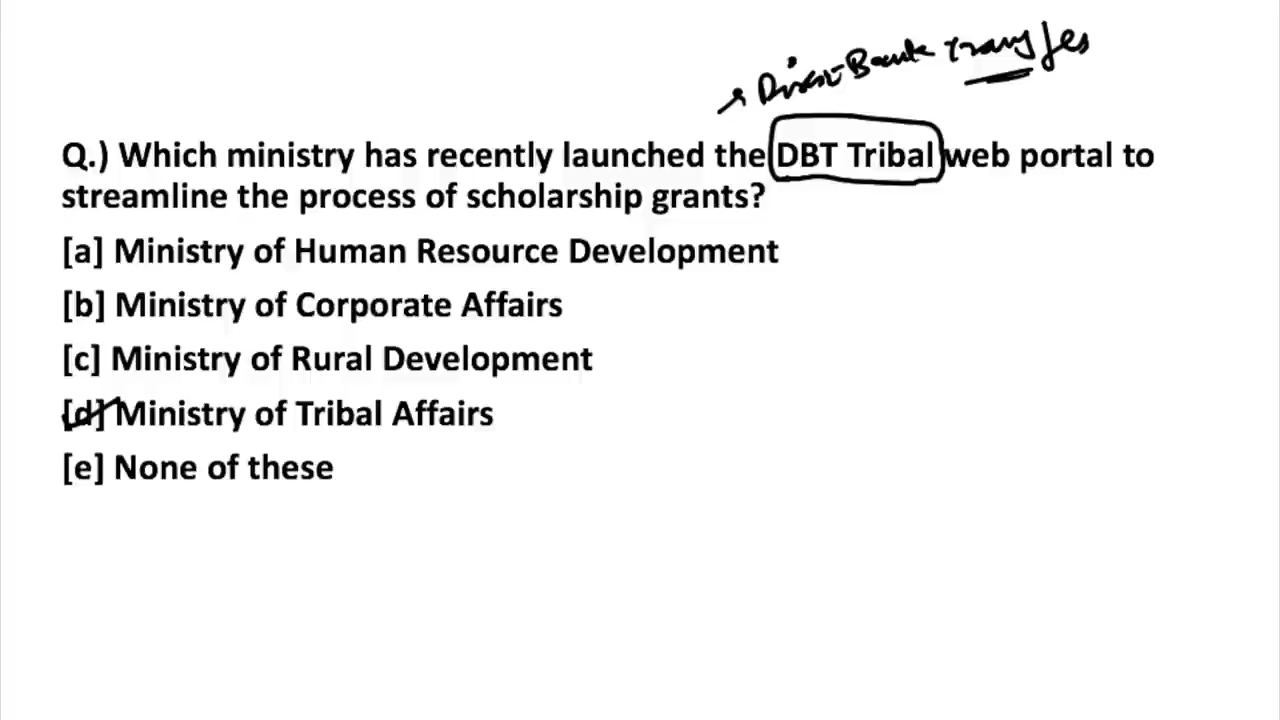 Direct Bank Transfer
Q.) Which ministry has recently launched the DBT Tribal web portal to
streamline the process of scholarship grants?
[a] Ministry of Human Resource Development
[b] Ministry of Corporate Affairs
[c] Ministry of Rural Development
[d] Ministry of Tribal Affairs
[e] None of these